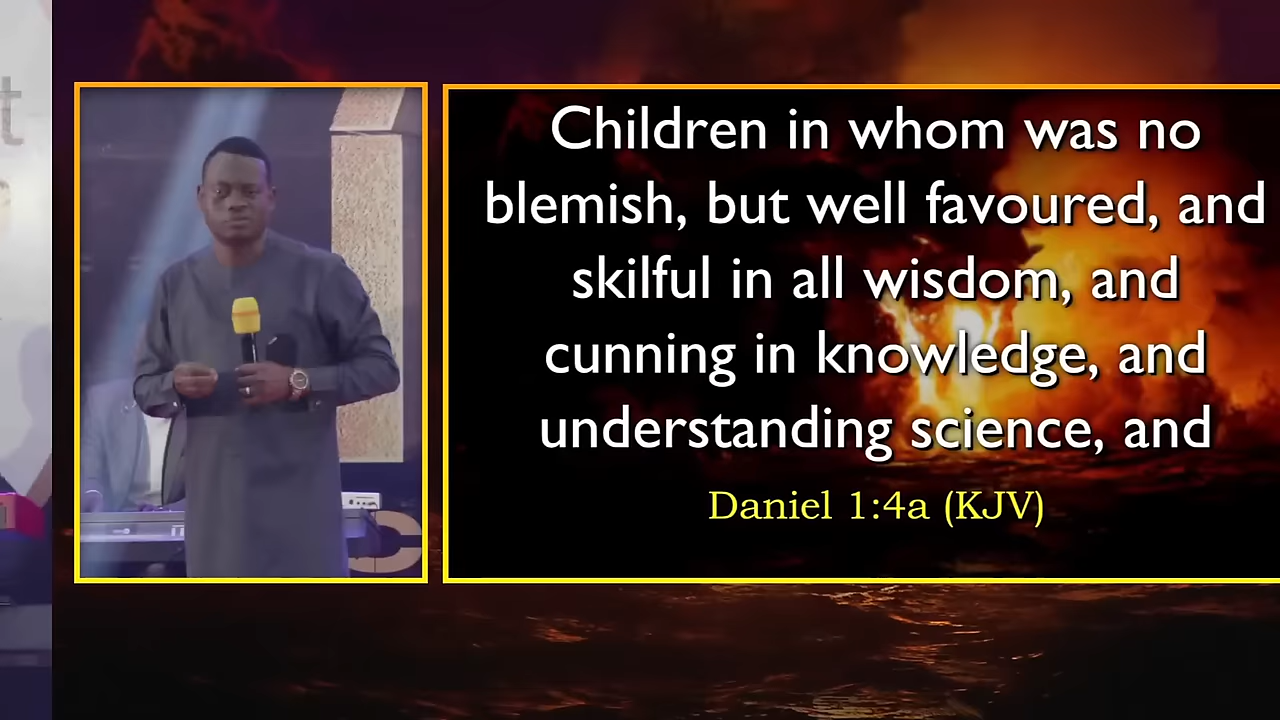 t
Children in whom was no
blemish, but well favoured, and
skilful in all wisdom, and
cunning in knowledge, and
understanding science, and
Daniel 1:4a (KJV)